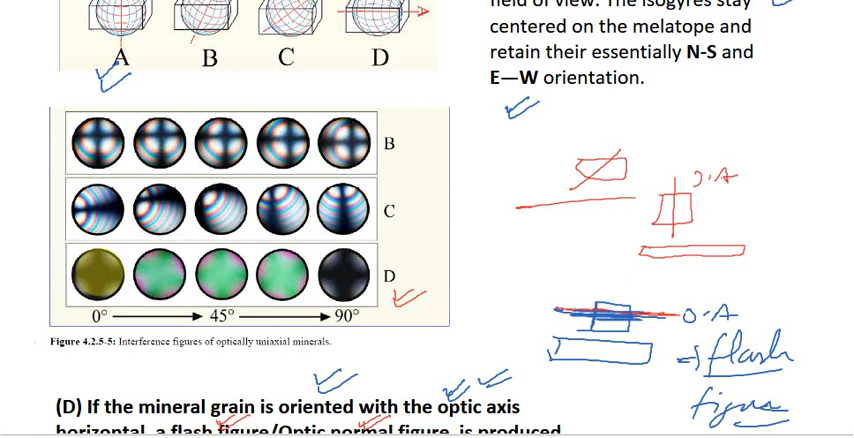 field of view. The isogyres stay
centered on the melatope and
retain their essentially N-S and
E—W orientation.
A B C D
B
C
D
0° 45° 90°
Figure 4.2.5-5: Interference figures of optically uniaxial minerals.
O.A
O.A
⇒ flash
figure
(D) If the mineral grain is oriented with the optic axis
horizontal, a flash figure/Optic normal figure, is produced